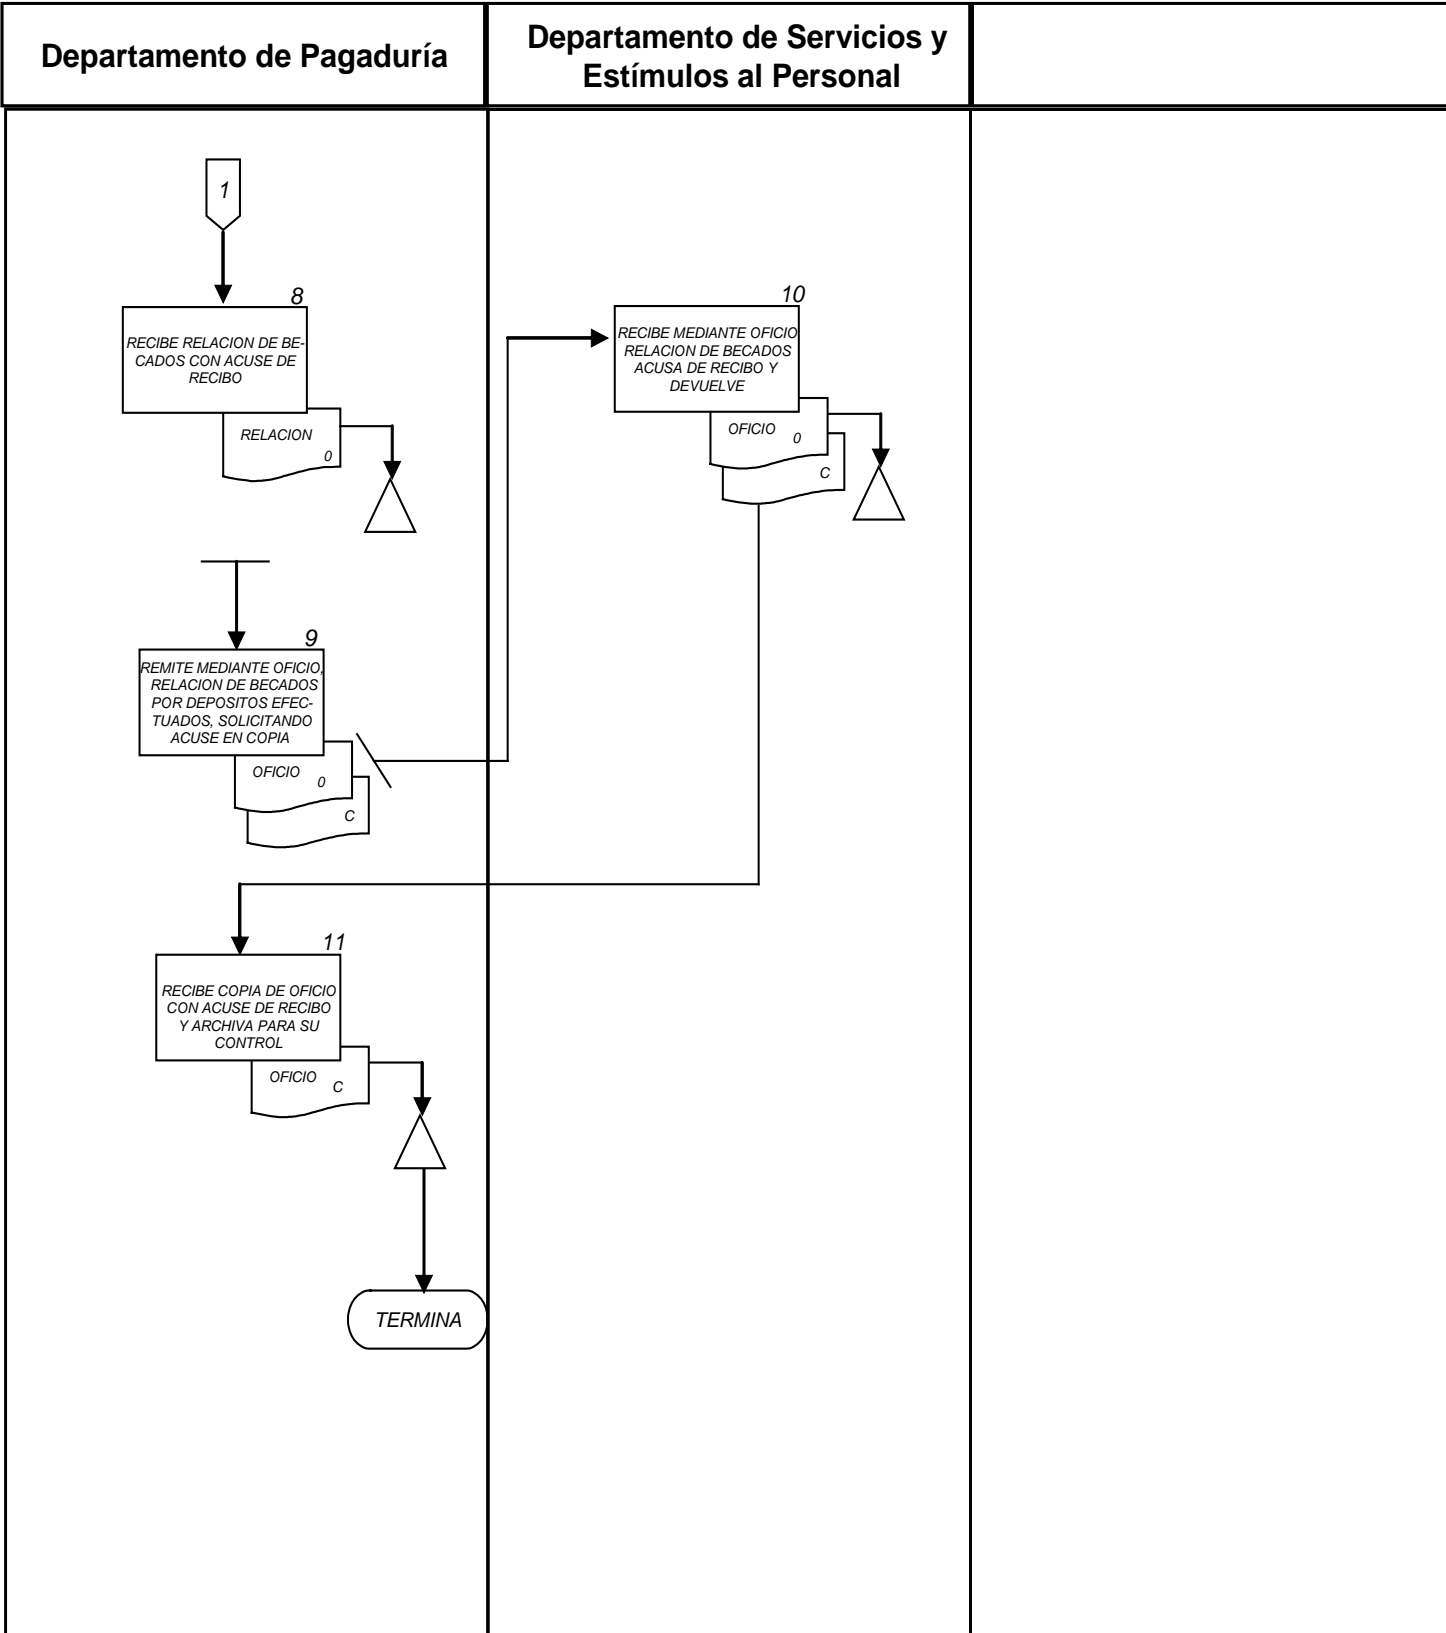 Departamento de Pagaduría
Departamento de Servicios y
Estímulos al Personal
1
8
RECIBE RELACION DE BE-
CADOS CON ACUSE DE
RECIBO
RELACION
0
9
REMITE MEDIANTE OFICIO,
RELACION DE BECADOS
POR DEPOSITOS EFEC-
TUADOS, SOLICITANDO
ACUSE EN COPIA
OFICIO
0
C
10
RECIBE MEDIANTE OFICIO
RELACION DE BECADOS
ACUSA DE RECIBO Y
DEVUELVE
OFICIO
0
C
11
RECIBE COPIA DE OFICIO
CON ACUSE DE RECIBO
Y ARCHIVA PARA SU
CONTROL
OFICIO
C
TERMINA